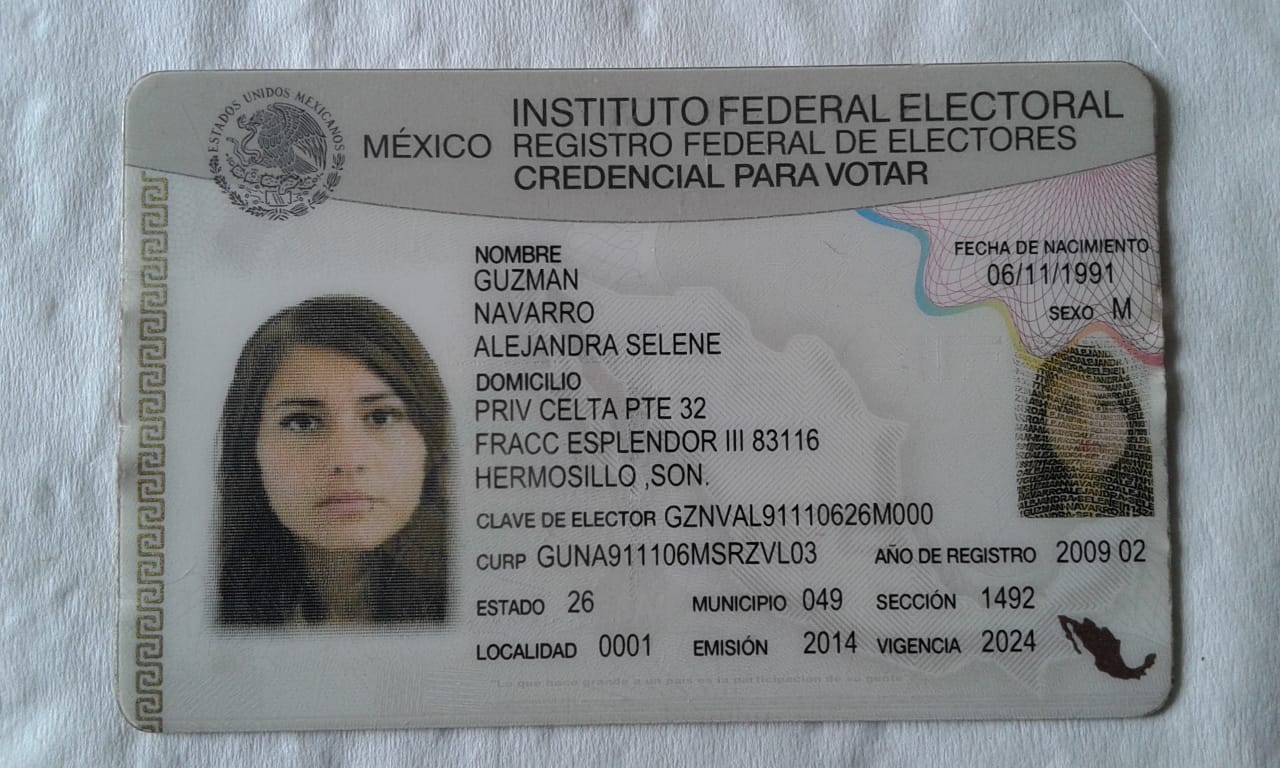 ESTADOS UNIDOS MEXICANOS
MÉXICO
INSTITUTO FEDERAL ELECTORAL
REGISTRO FEDERAL DE ELECTORES
CREDENCIAL PARA VOTAR
NOMBRE
GUZMAN
NAVARRO
ALEJANDRA SELENE
FECHA DE NACIMIENTO
06/11/1991
SEXO M
DOMICILIO
PRIV CELTA PTE 32
FRACC ESPLENDOR III 83116
HERMOSILLO ,SON.
CLAVE DE ELECTOR GZNVAL91110626M000
CURP GUNA911106MSRZVL03 AÑO DE REGISTRO 2009 02
ESTADO 26 MUNICIPIO 049 SECCIÓN 1492
LOCALIDAD 0001 EMISIÓN 2014 VIGENCIA 2024
"Lo que hace grande a un país es la participación de su gente"